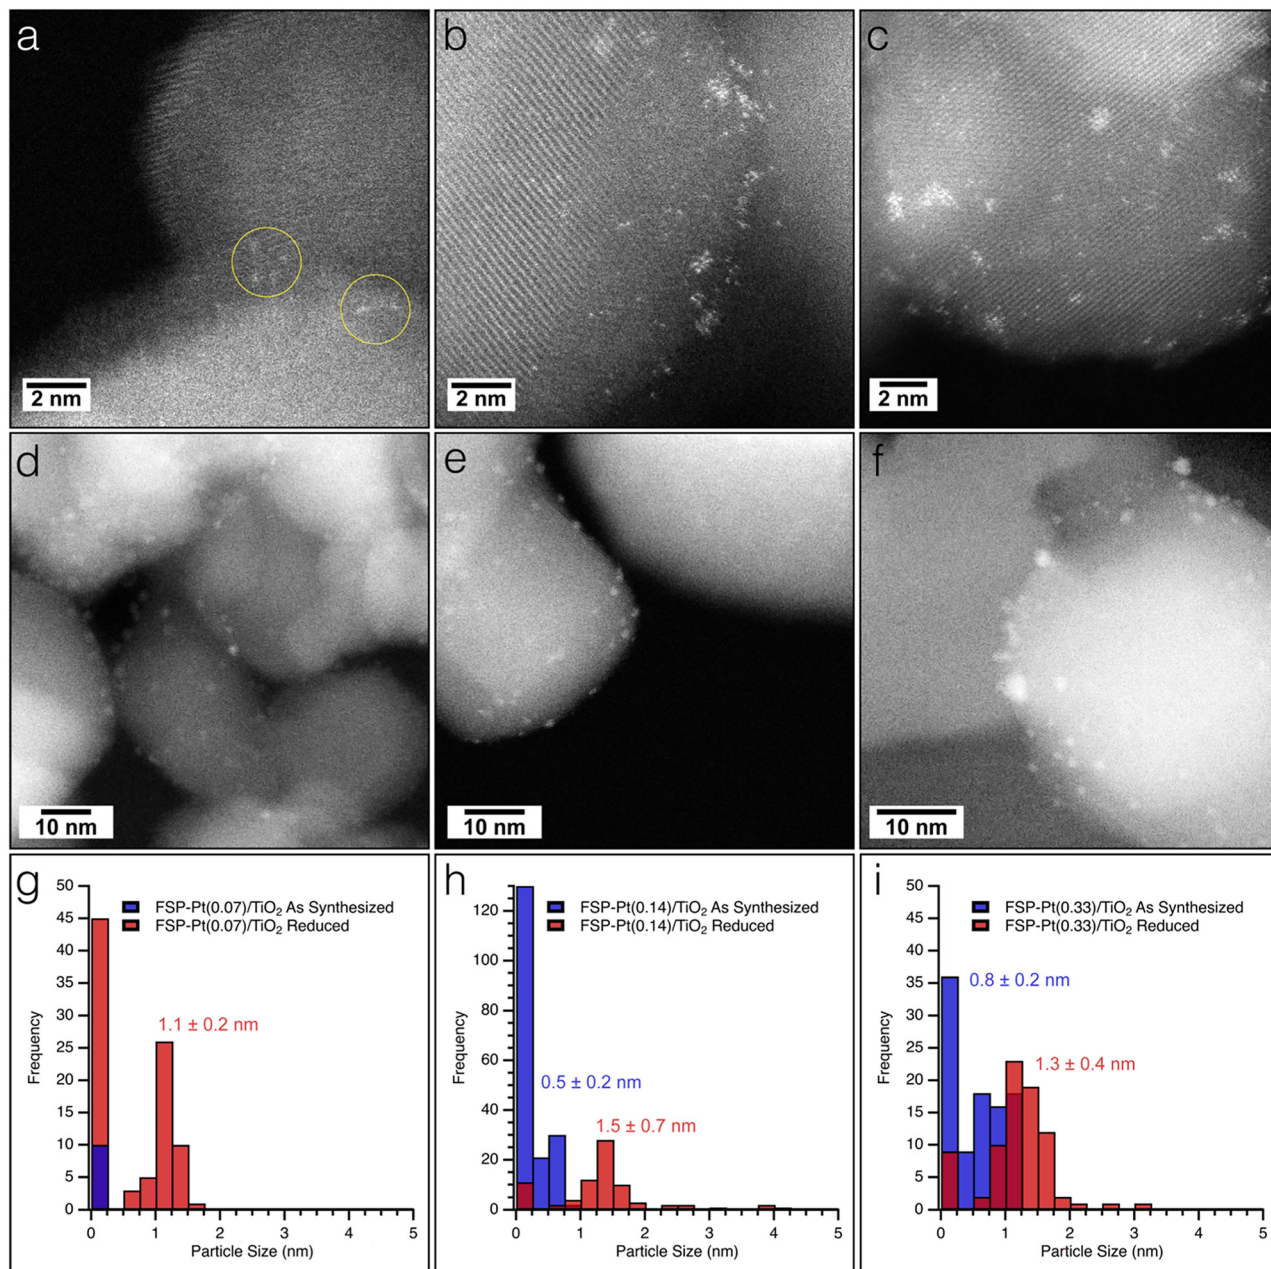 a
b
c
2 nm
2 nm
2 nm
d
e
f
10 nm
10 nm
10 nm
g
50
45
40
35
30
25
20
15
10
5
0
Frequency
FSP-Pt(0.07)/TiO₂ As Synthesized
FSP-Pt(0.07)/TiO₂ Reduced
1.1 ± 0.2 nm
0 1 2 3 4 5
Particle Size (nm)
h
120
100
80
60
40
20
0
Frequency
FSP-Pt(0.14)/TiO₂ As Synthesized
FSP-Pt(0.14)/TiO₂ Reduced
0.5 ± 0.2 nm
1.5 ± 0.7 nm
0 1 2 3 4 5
Particle Size (nm)
i
50
45
40
35
30
25
20
15
10
5
0
Frequency
FSP-Pt(0.33)/TiO₂ As Synthesized
FSP-Pt(0.33)/TiO₂ Reduced
0.8 ± 0.2 nm
1.3 ± 0.4 nm
0 1 2 3 4 5
Particle Size (nm)